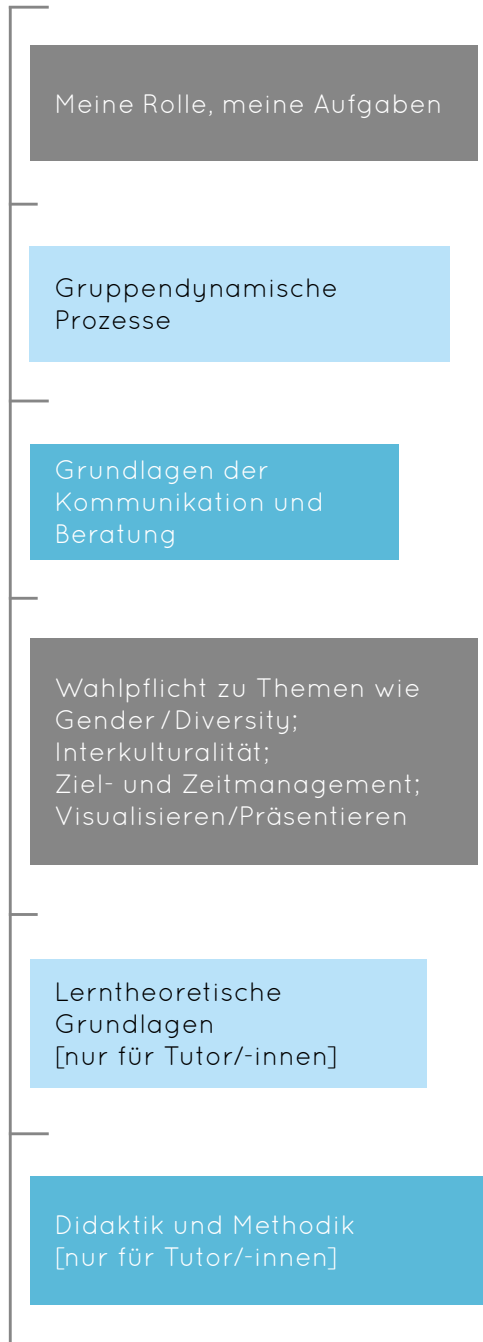 Meine Rolle, meine Aufgaben
Gruppendynamische
Prozesse
Grundlagen der
Kommunikation und
Beratung
Wahlpflicht zu Themen wie
Gender/Diversity;
Interkulturalität;
Ziel- und Zeitmanagement;
Visualisieren/Präsentieren
Lerntheoretische
Grundlagen
[nur für Tutor/-innen]
Didaktik und Methodik
[nur für Tutor/-innen]